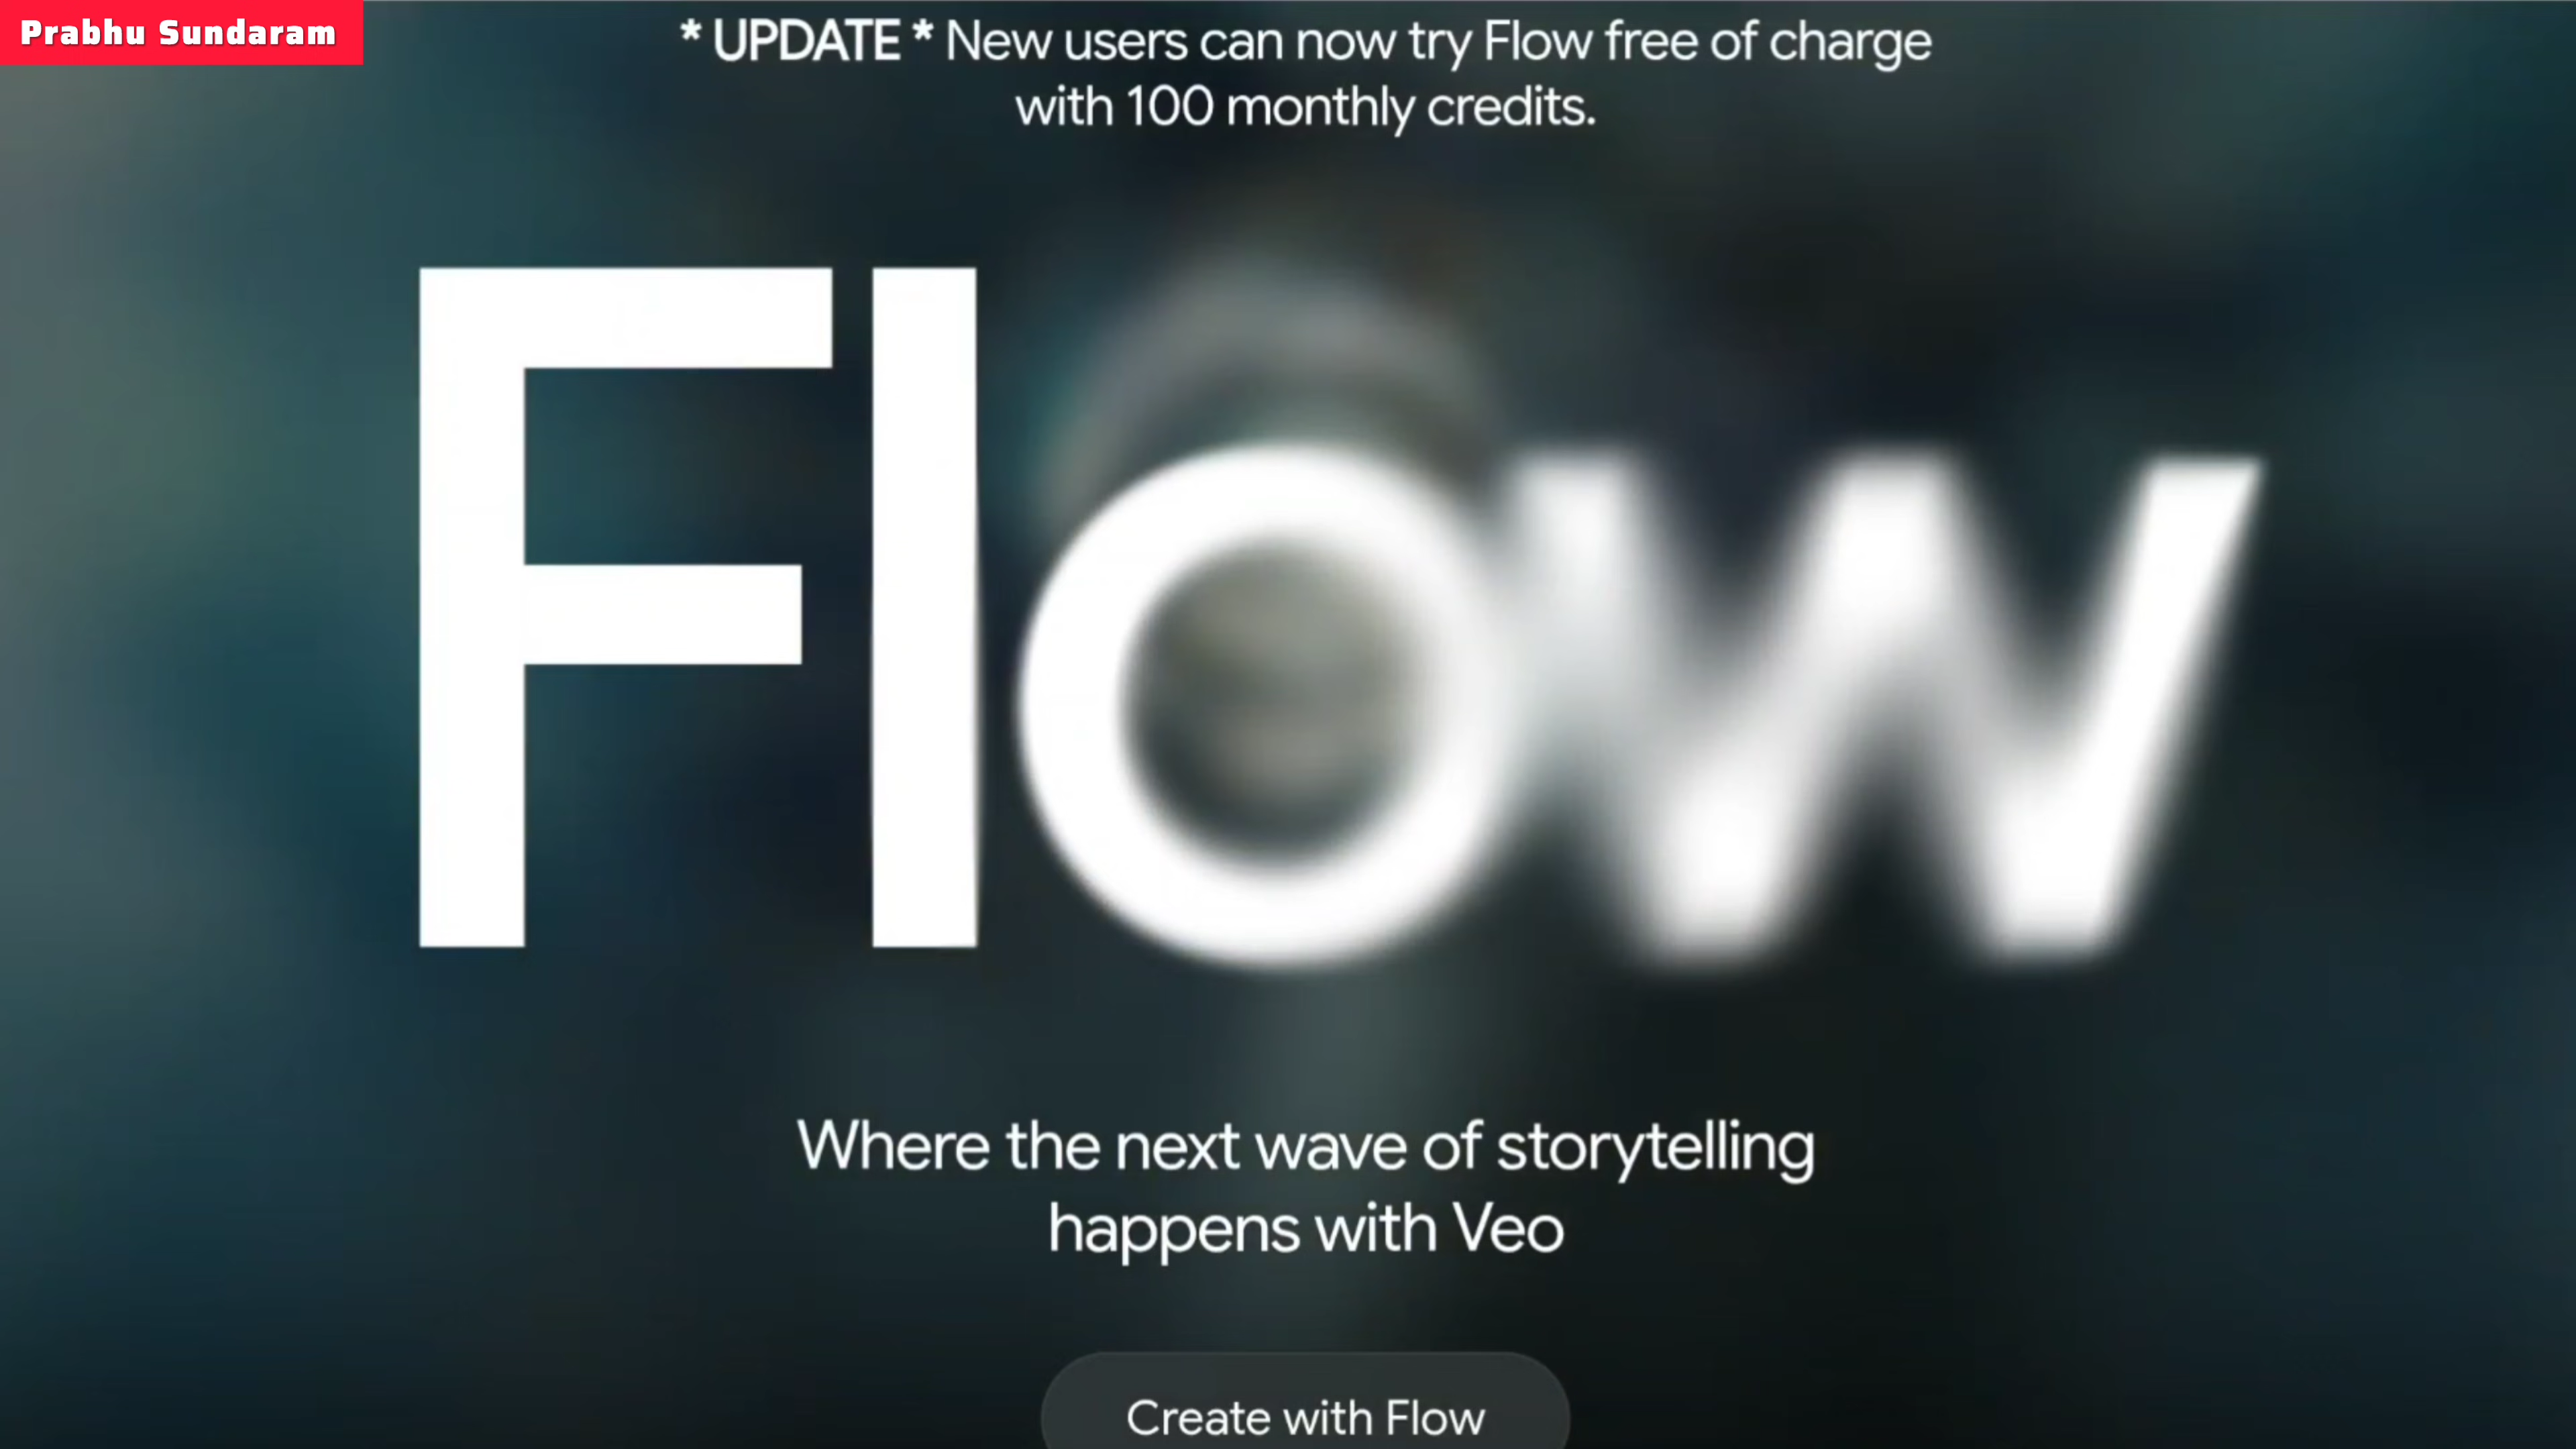 Prabhu Sundaram
* UPDATE * New users can now try Flow free of charge
with 100 monthly credits.
Flow
Where the next wave of storytelling
happens with Veo
Create with Flow